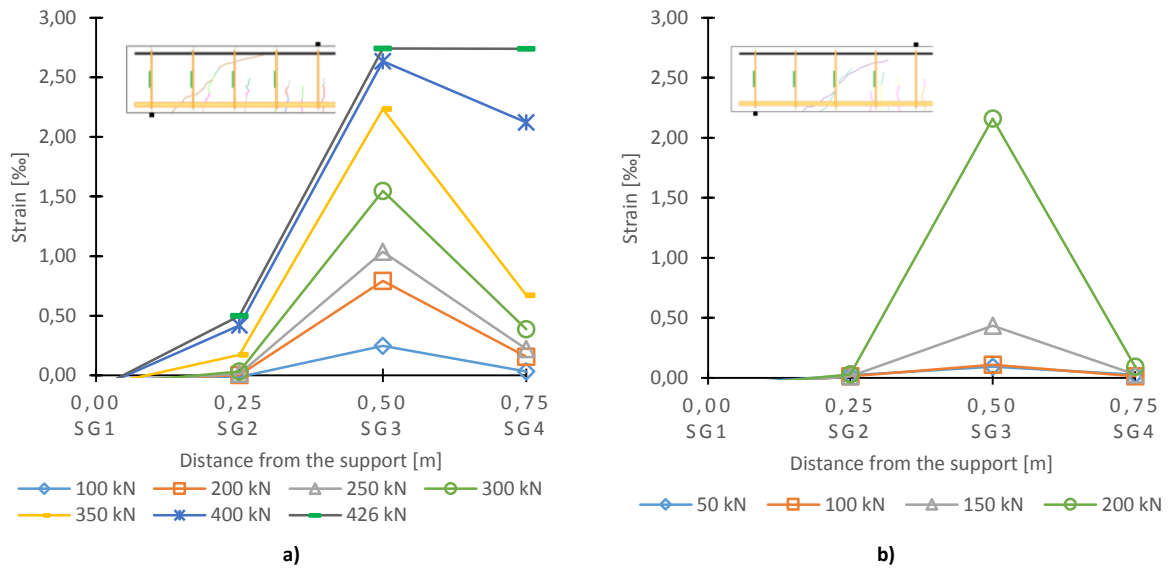 3,00
2,50
2,00
1,50
1,00
0,50
0,00
Strain [‰]
0,00 0,25 0,50 0,75
SG1 SG2 SG3 SG4
Distance from the support [m]
100 kN 200 kN 250 kN 300 kN
350 kN 400 kN 426 kN
a)
3,00
2,50
2,00
1,50
1,00
0,50
0,00
Strain [‰]
0,00 0,25 0,50 0,75
SG1 SG2 SG3 SG4
Distance from the support [m]
50 kN 100 kN 150 kN 200 kN
b)